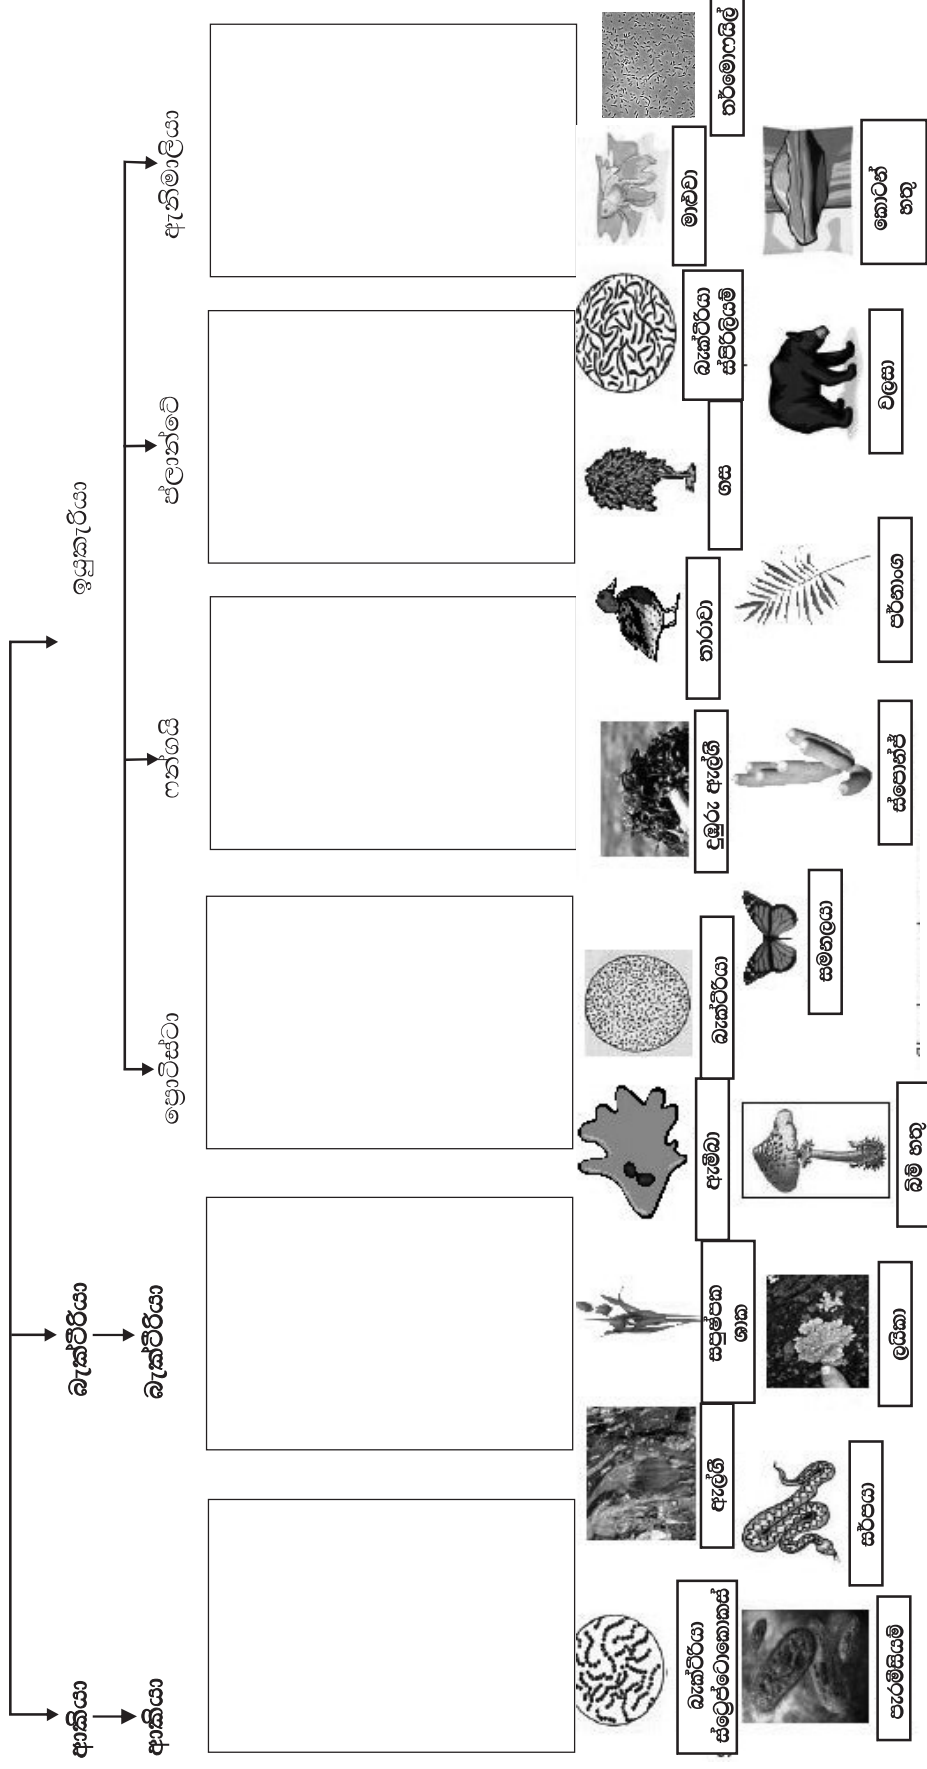 ඉයුකැරියා
ආකියා
බැක්ටීරියා
ආකියා
බැක්ටීරියා
ප්‍රොටිස්ටා
ෆන්ගයි
ප්ලාන්ටේ
ඇනිමාලියා
ස්ට්‍රෙප්ටොකොකස්
බැක්ටීරියා
ඇල්ගී
සපුෂ්ප
ශාක
ඇමීබා
බැක්ටීරියා
දුඹුරු ඇල්ගී
තාරාවා
ගස
බැක්ටීරියා
ස්පිරිලියම්
මාළුවා
තර්මොෆයිල්
පැරමීසියම්
සර්පයා
ලයිකා
බිම් හතු
සමනලයා
ස්පොන්ජ්
පර්නාංග
වලසා
කොටන්
හතු